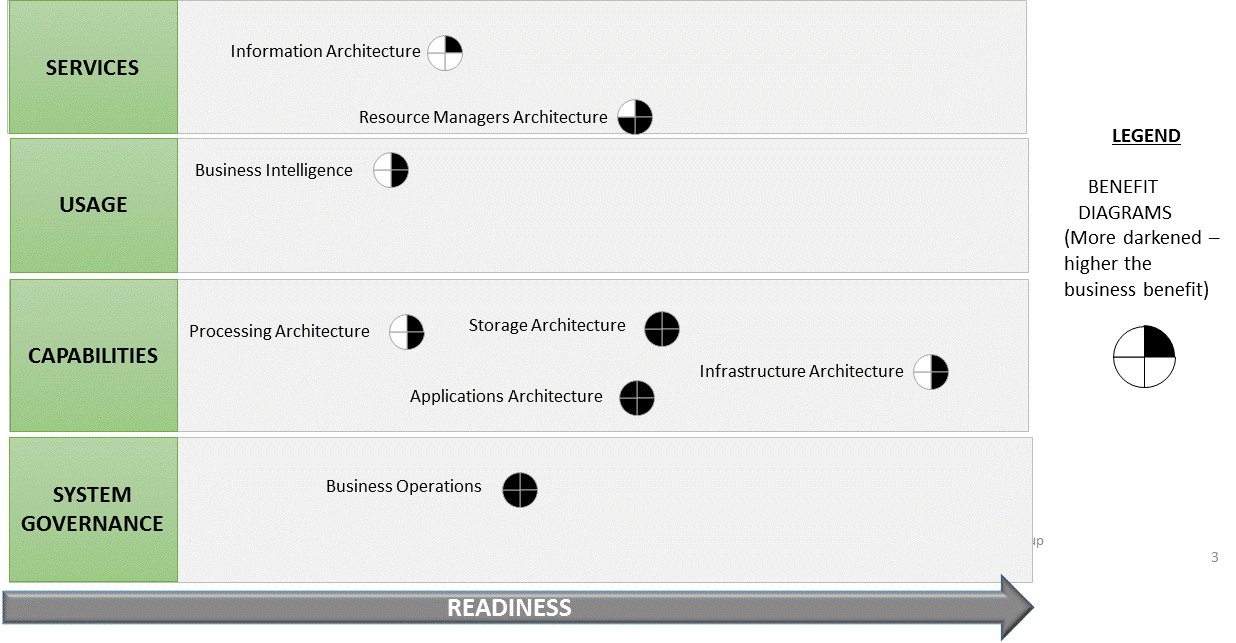 SERVICES
Information Architecture
Resource Managers Architecture
USAGE
Business Intelligence
CAPABILITIES
Processing Architecture
Storage Architecture
Infrastructure Architecture
Applications Architecture
SYSTEM
GOVERNANCE
Business Operations
READINESS
LEGEND
BENEFIT
DIAGRAMS
(More darkened –
higher the
business benefit)
3